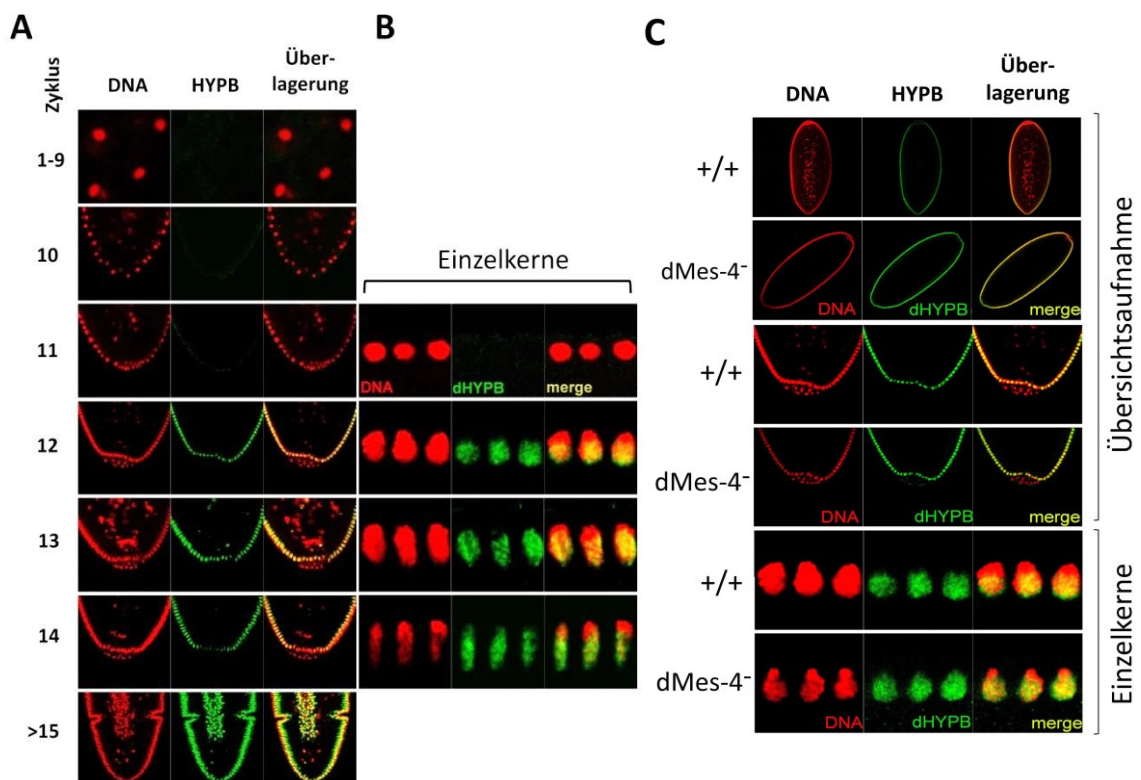 A
Zyklus
DNA
HYPB
Über-
lagerung
1-9
10
11
12
13
14
>15
B
Einzelkerne
DNA
dHYPB
merge
C
DNA
HYPB
Über-
lagerung
+/+
dMes-4⁻
DNA
dHYPB
merge
+/+
dMes-4⁻
DNA
dHYPB
merge
Übersichtsaufnahme
+/+
dMes-4⁻
DNA
dHYPB
merge
Einzelkerne